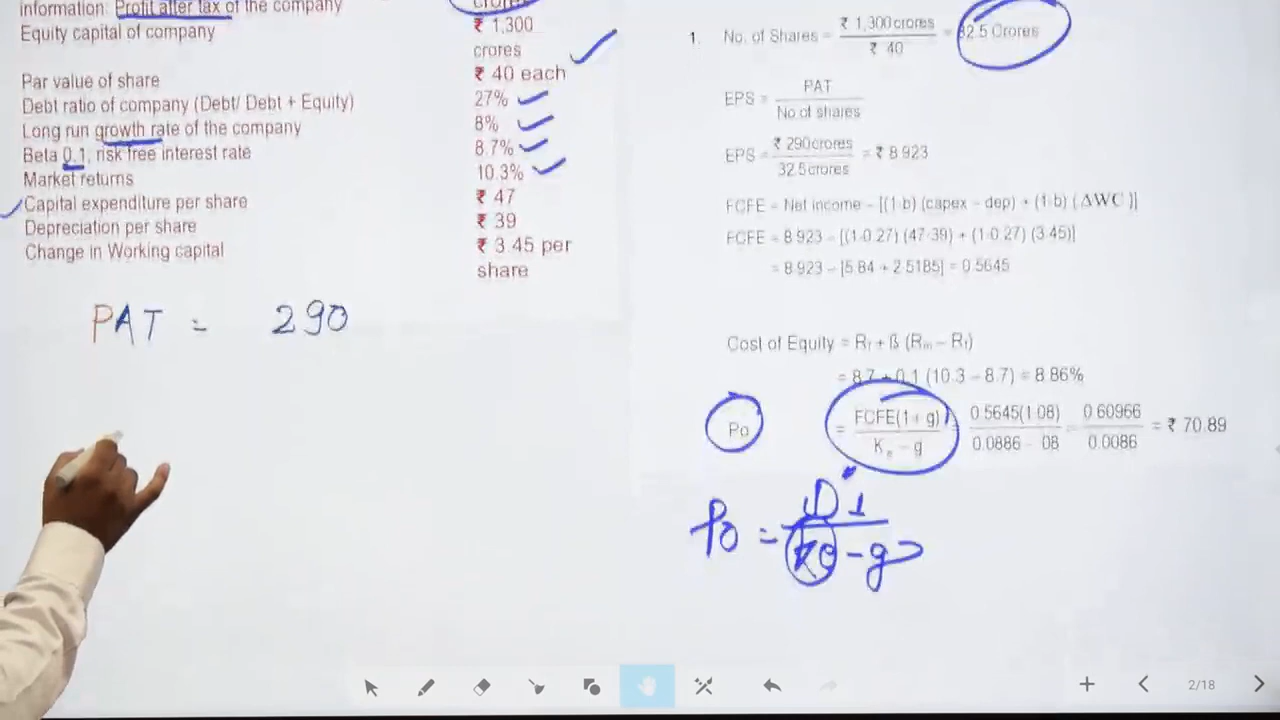 information: Profit after tax of the company
crores
Equity capital of company
₹ 1,300
crores
Par value of share
₹ 40 each
Debt ratio of company (Debt/ Debt + Equity)
27%
Long run growth rate of the company
8%
Beta 0.1, risk free interest rate
8.7%
Market returns
10.3%
Capital expenditure per share
₹ 47
Depreciation per share
₹ 39
Change in Working capital
₹ 3.45 per
share
PAT = 290
1. No. of Shares = ₹ 1,300 crores / ₹ 40 = 32.5 Crores
EPS = PAT / No of shares
EPS = ₹ 290crores / 32.5crores = ₹ 8.923
FCFE = Net income – [(1-b) (capex – dep) + (1-b) (ΔWC )]
FCFE = 8.923 – [(1-0.27) (47-39) + (1-0.27) (3.45)]
= 8.923 – [5.84 + 2.5185] = 0.5645
Cost of Equity = Rf + ß (Rm – Rf)
= 8.7 + 0.1 (10.3 – 8.7) = 8.86%
Po = FCFE(1+ g) / Ke – g = 0.5645(1.08) / 0.0886 - .08 = 0.60966 / 0.0086 = ₹ 70.89
Po = D1 / Ke - g
2/18